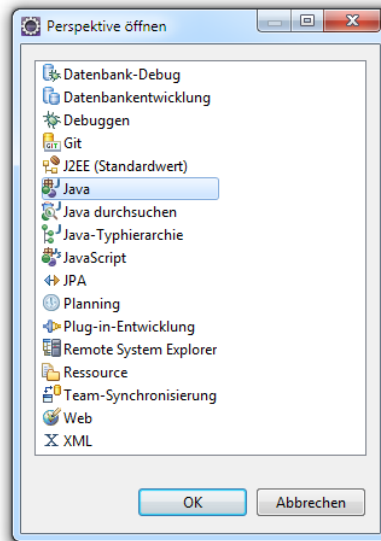 Perspektive öffnen
Datenbank-Debug
Datenbankentwicklung
Debuggen
GIT Git
J2EE (Standardwert)
Java
Java durchsuchen
Java-Typhierarchie
JavaScript
JPA
Planning
Plug-in-Entwicklung
Remote System Explorer
Ressource
Team-Synchronisierung
Web
X XML
OK Abbrechen